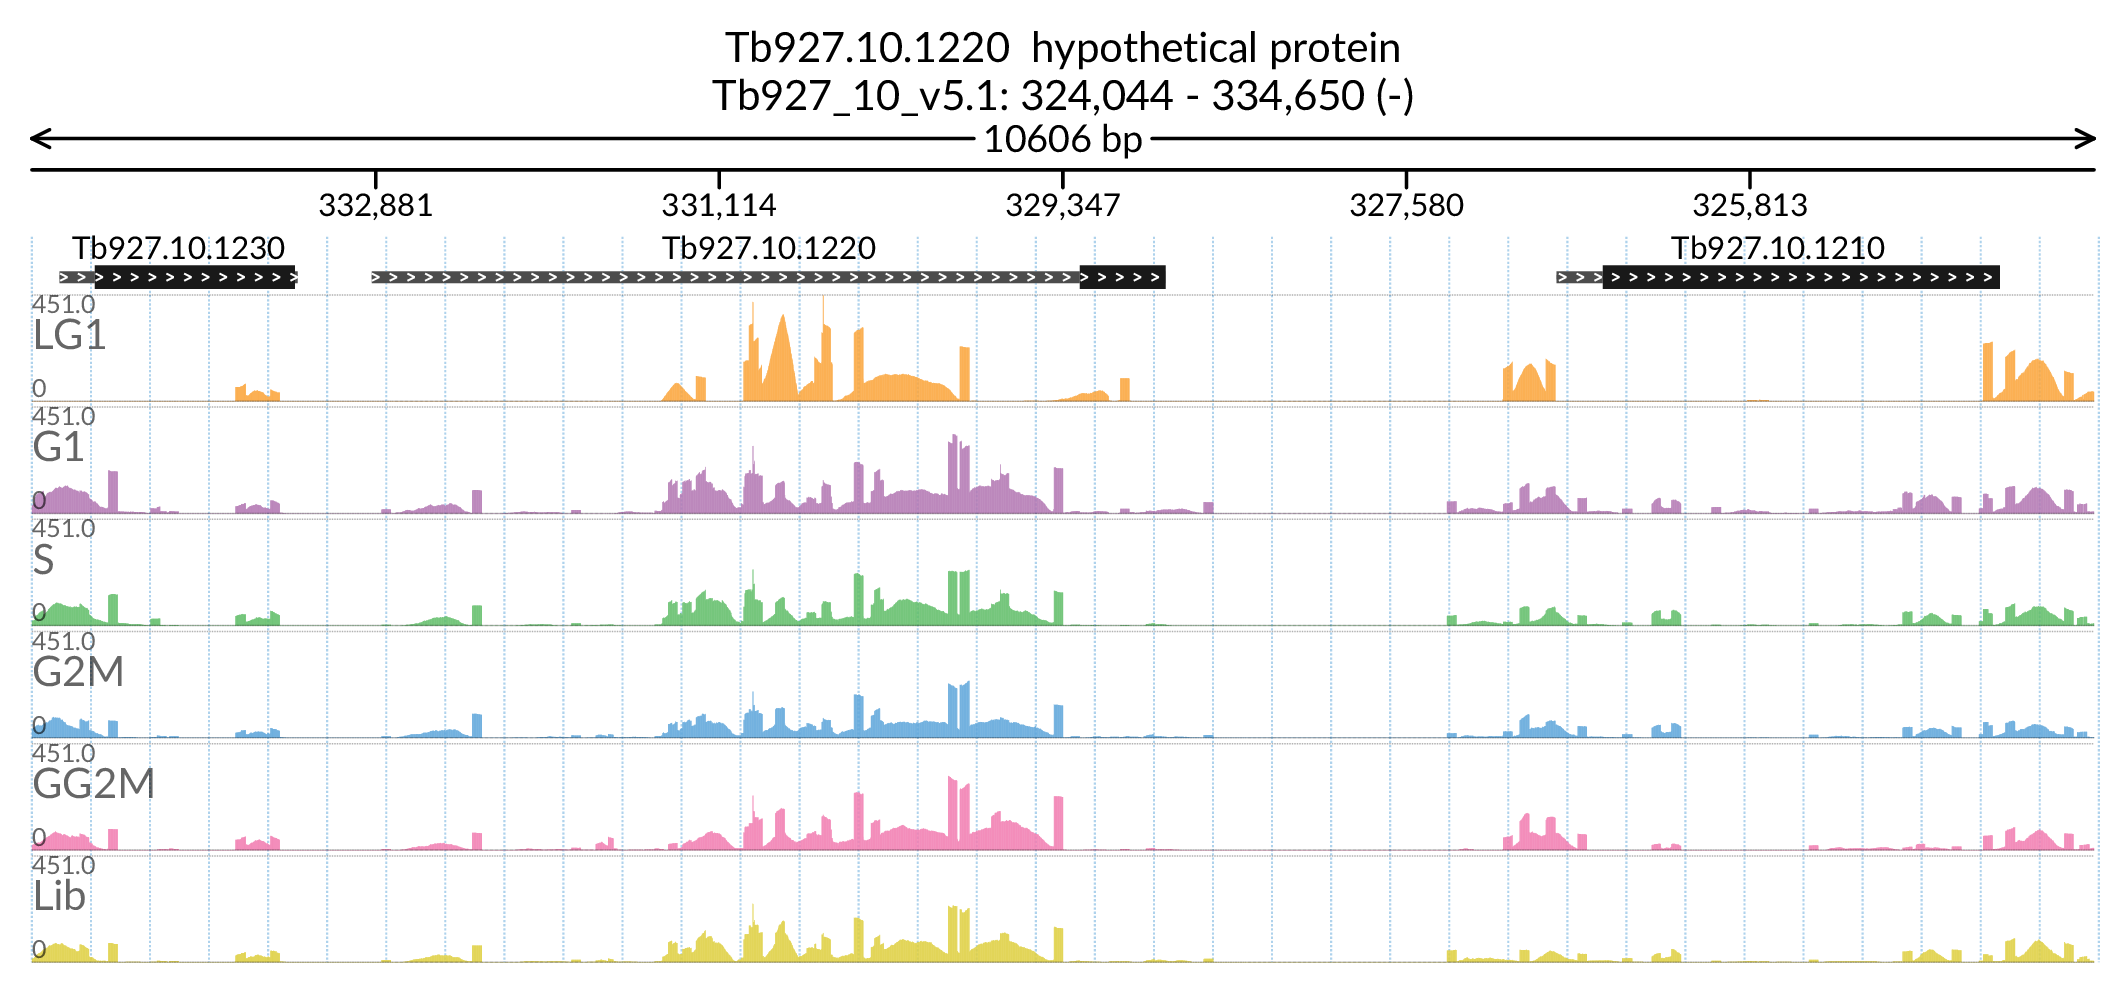 Tb927.10.1220  hypothetical protein
Tb927_10_v5.1: 324,044 - 334,650 (-)
10606 bp
332,881 331,114 329,347 327,580 325,813
Tb927.10.1230 Tb927.10.1220 Tb927.10.1210
451.0
LG1
0
451.0
G1
0
451.0
S
0
451.0
G2M
0
451.0
GG2M
0
451.0
Lib
0